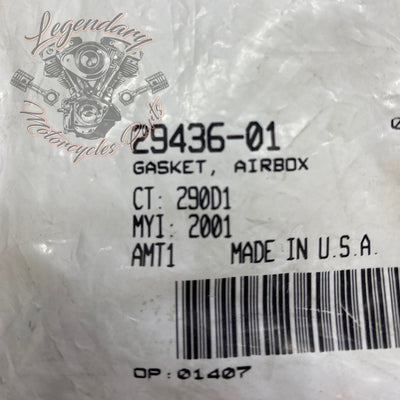 Legendary
Motorcycles Parts
29436-01
GASKET, AIRBOX
CT: 290D1
MYI: 2001
AMT1 MADE IN U.S.A.
OP:01407